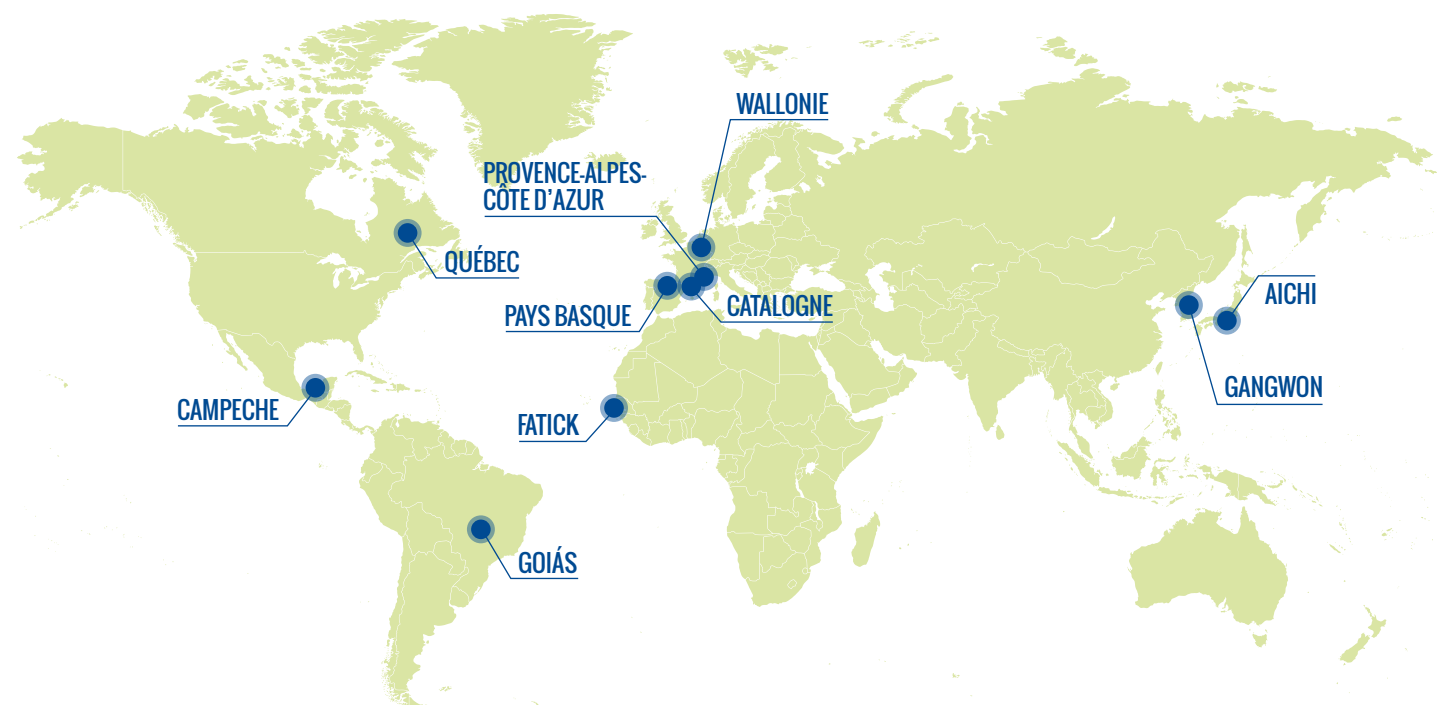 WALLONIE
PROVENCE-ALPES-
CÔTE D'AZUR
QUÉBEC
PAYS BASQUE
CATALOGNE
AICHI
GANGWON
CAMPECHE
FATICK
GOIÁS